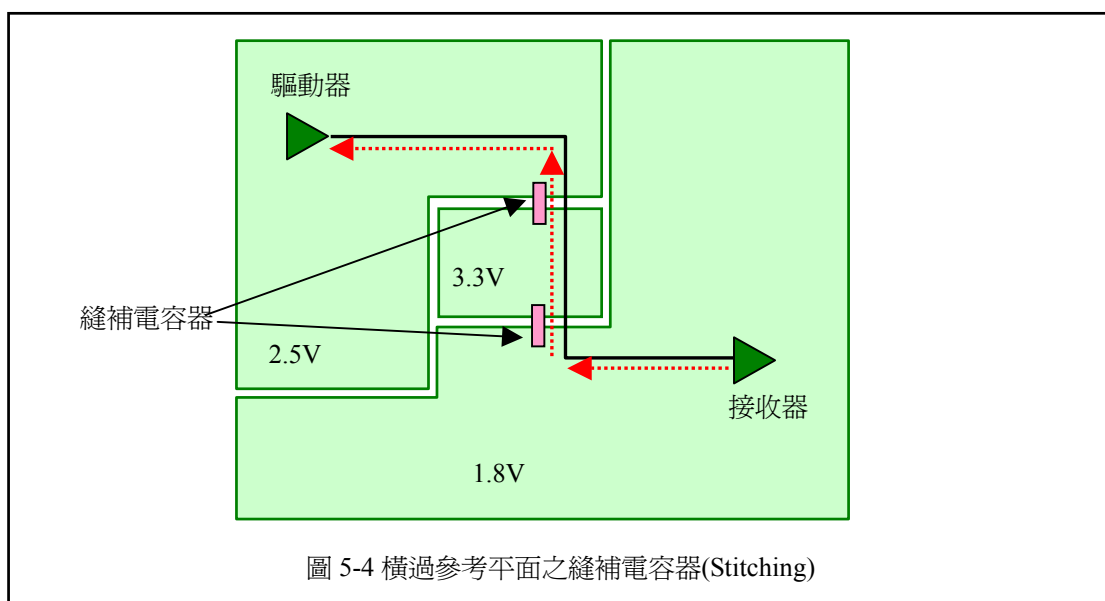 驅動器
3.3V
縫補電容器
2.5V
接收器
1.8V
圖 5-4 橫過參考平面之縫補電容器(Stitching)